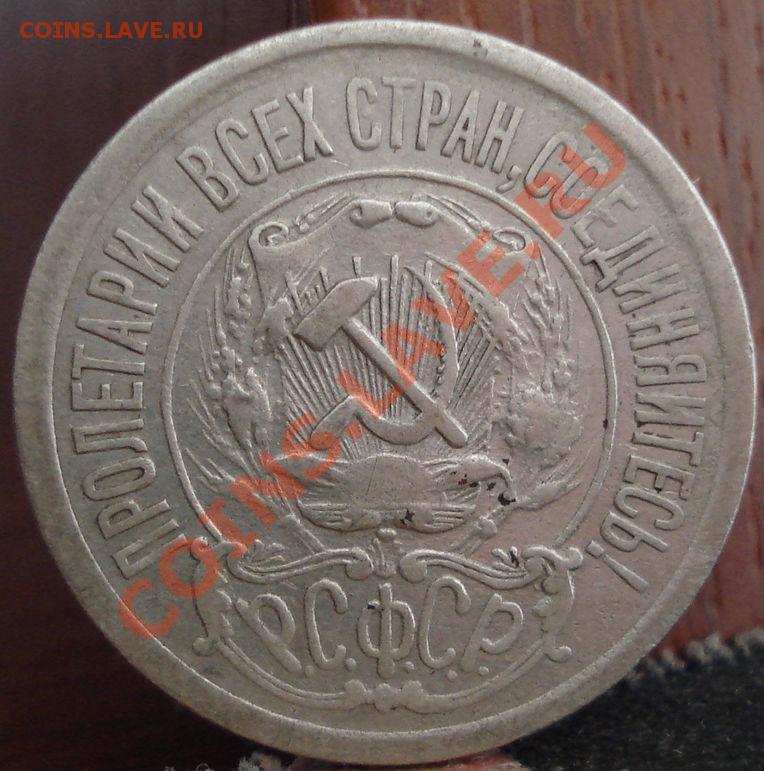 COINS.LAVE.RU
ПРОЛЕТАРИИ ВСЕХ СТРАН, СОЕДИНЯЙТЕСЬ!
COINS.LAVE.RU
Р.С.Ф.С.Р.